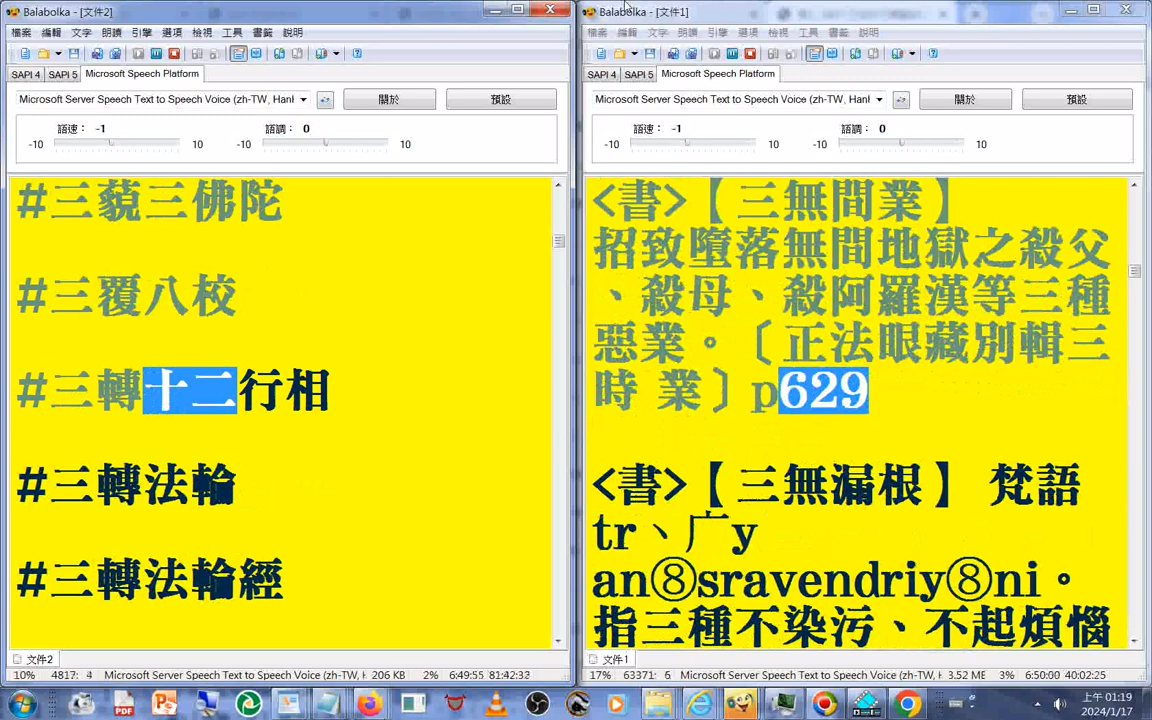 Balabolka - [文件2]
檔案 編輯 文字 朗讀 引擎 選項 檢視 工具 書籤 說明
SAPI 4 SAPI 5 Microsoft Speech Platform
Microsoft Server Speech Text to Speech Voice (zh-TW, Hanl
關於 預設
語速： -1 語調： 0
-10 10 -10 10
#三藐三佛陀
#三覆八校
#三轉十二行相
#三轉法輪
#三轉法輪經
文件2
10% 4817: 4 Microsoft Server Speech Text to Speech Voice (zh-TW, H 206 KB 2% 6:49:55 81:42:33
Balabolka - [文件1]
檔案 編輯 文字 朗讀 引擎 選項 檢視 工具 書籤 說明
SAPI 4 SAPI 5 Microsoft Speech Platform
Microsoft Server Speech Text to Speech Voice (zh-TW, Hanl
關於 預設
語速： -1 語調： 0
-10 10 -10 10
<書>【三無間業】
招致墮落無間地獄之殺父
、殺母、殺阿羅漢等三種
惡業。〔正法眼藏別輯三
時 業〕p629
<書>【三無漏根】 梵語
tr、疒y
an⑧sravendriy⑧ni。
指三種不染污、不起煩惱
文件1
17% 63371: 6 Microsoft Server Speech Text to Speech Voice (zh-TW, H 3.52 ME 3% 6:50:00 40:02:25
上午 01:19
2024/1/17